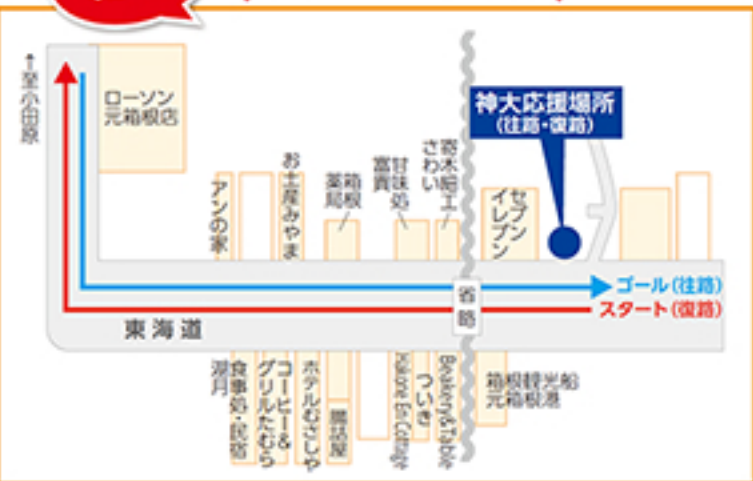 ↑至小田原
ローソン
元箱根店
神大応援場所
(往路・復路)
アンの家
お土産みやま
箱根
薬局
甘味処
富貴
寄木細工
さわい
セブン
イレブン
省略
ゴール(往路)
スタート(復路)
東海道
食事処・民宿
湖月
コーヒー&
グリルたむら
ホテルむさしや
Hakone En Cottage
ついき
Bakery&Table
箱根観光船
元箱根港